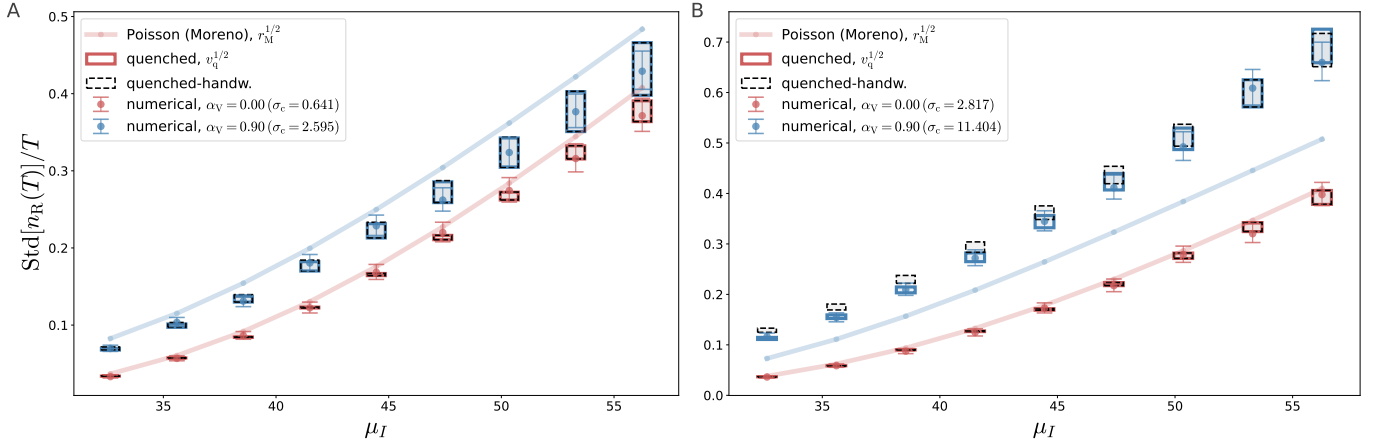 A
Std[n_R(T)]/T
0.5
0.4
0.3
0.2
0.1
Poisson (Moreno), r_M^{1/2}
quenched, v_q^{1/2}
quenched-handw.
numerical, α_V = 0.00 (σ_c = 0.641)
numerical, α_V = 0.90 (σ_c = 2.595)
35 40 45 50 55
μ_I
B
0.7
0.6
0.5
0.4
0.3
0.2
0.1
0.0
Poisson (Moreno), r_M^{1/2}
quenched, v_q^{1/2}
quenched-handw.
numerical, α_V = 0.00 (σ_c = 2.817)
numerical, α_V = 0.90 (σ_c = 11.404)
35 40 45 50 55
μ_I